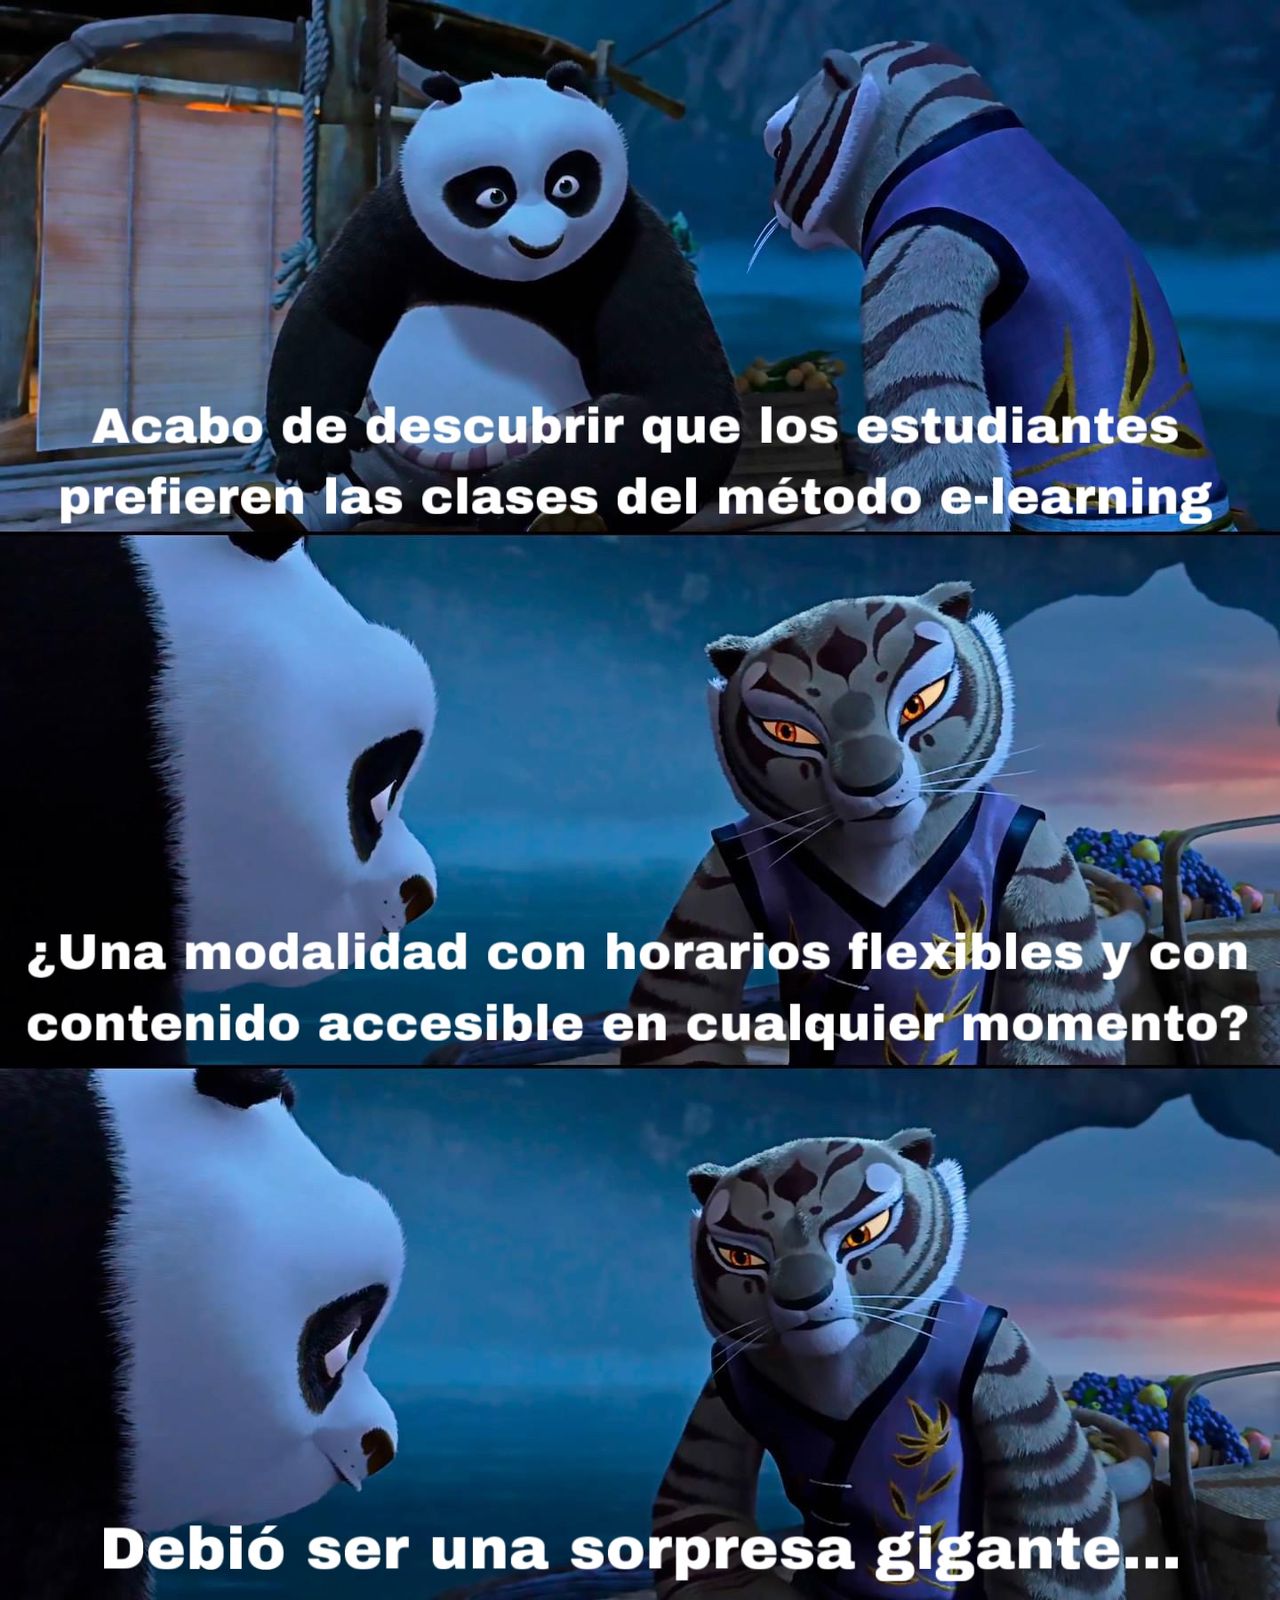 Acabo de descubrir que los estudiantes
prefieren las clases del método e-learning
¿Una modalidad con horarios flexibles y con
contenido accesible en cualquier momento?
Debió ser una sorpresa gigante...